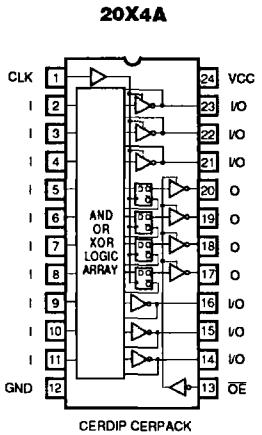 20X4A
CLK 1 24 VCC
I 2 23 I/O
I 3 22 I/O
I 4 21 I/O
I 5 20 O
I 6 19 O
I 7 18 O
I 8 17 O
I 9 16 I/O
I 10 15 I/O
I 11 14 I/O
GND 12 13 OE
AND
OR
XOR
LOGIC
ARRAY
CERDIP CERPACK